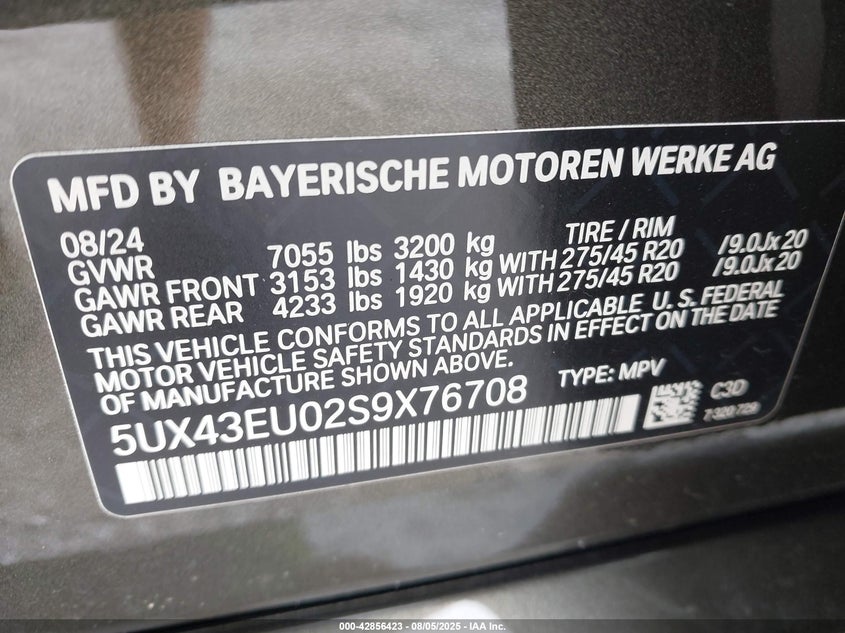 MFD BY BAYERISCHE MOTOREN WERKE AG
08/24 TIRE / RIM
GVWR 7055 lbs 3200 kg
GAWR FRONT 3153 lbs 1430 kg WITH 275/45 R20 /9.0Jx20
GAWR REAR 4233 lbs 1920 kg WITH 275/45 R20 /9.0Jx20
THIS VEHICLE CONFORMS TO ALL APPLICABLE U.S. FEDERAL
MOTOR VEHICLE SAFETY STANDARDS IN EFFECT ON THE DATE
OF MANUFACTURE SHOWN ABOVE.
5UX43EU02S9X76708 TYPE: MPV
C3D
7 320 729
000-42856423 - 08/05/2025 - IAA Inc.